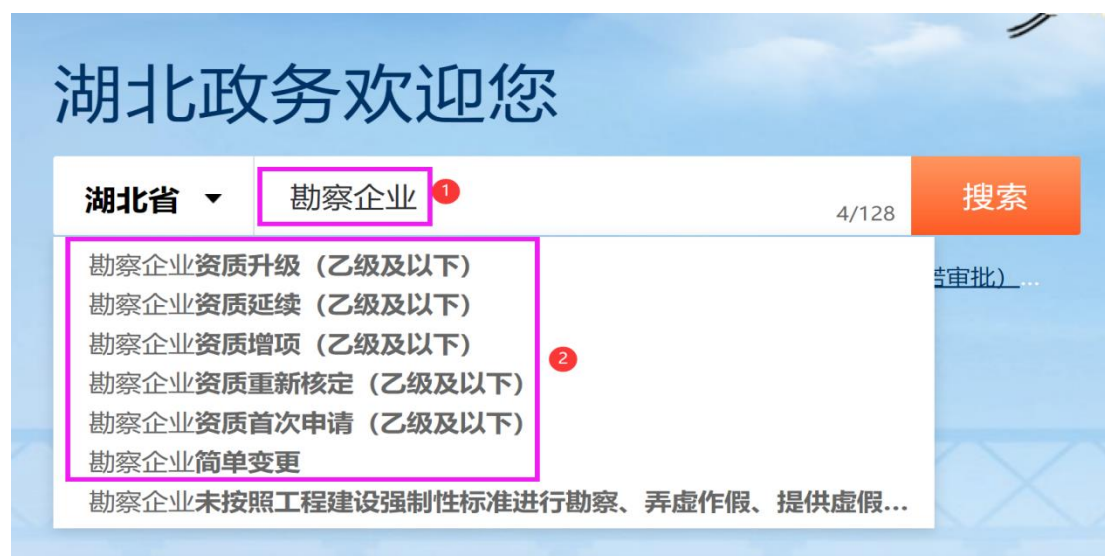 湖北政务欢迎您
湖北省 勘察企业 1 4/128 搜索
勘察企业资质升级（乙级及以下）
审批）...
勘察企业资质延续（乙级及以下）
勘察企业资质增项（乙级及以下）
2
勘察企业资质重新核定（乙级及以下）
勘察企业资质首次申请（乙级及以下）
勘察企业简单变更
勘察企业未按照工程建设强制性标准进行勘察、弄虚作假、提供虚假...